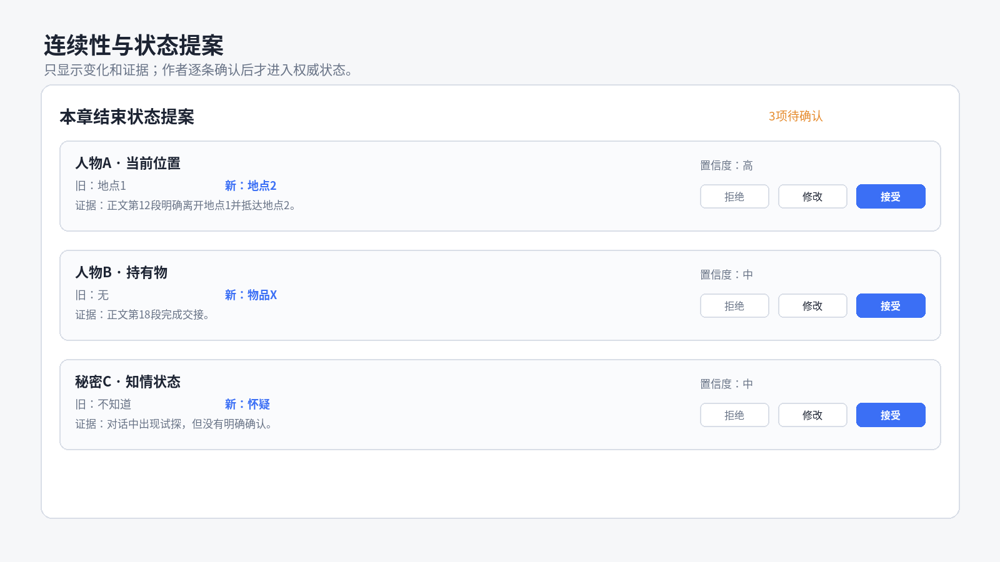 连续性与状态提案
只显示变化和证据；作者逐条确认后才进入权威状态。
本章结束状态提案
3项待确认
人物A · 当前位置
置信度：高
旧：地点1
新：地点2
拒绝
修改
接受
证据：正文第12段明确离开地点1并抵达地点2。
人物B · 持有物
置信度：中
旧：无
新：物品X
拒绝
修改
接受
证据：正文第18段完成交接。
秘密C · 知情状态
置信度：中
旧：不知道
新：怀疑
拒绝
修改
接受
证据：对话中出现试探，但没有明确确认。